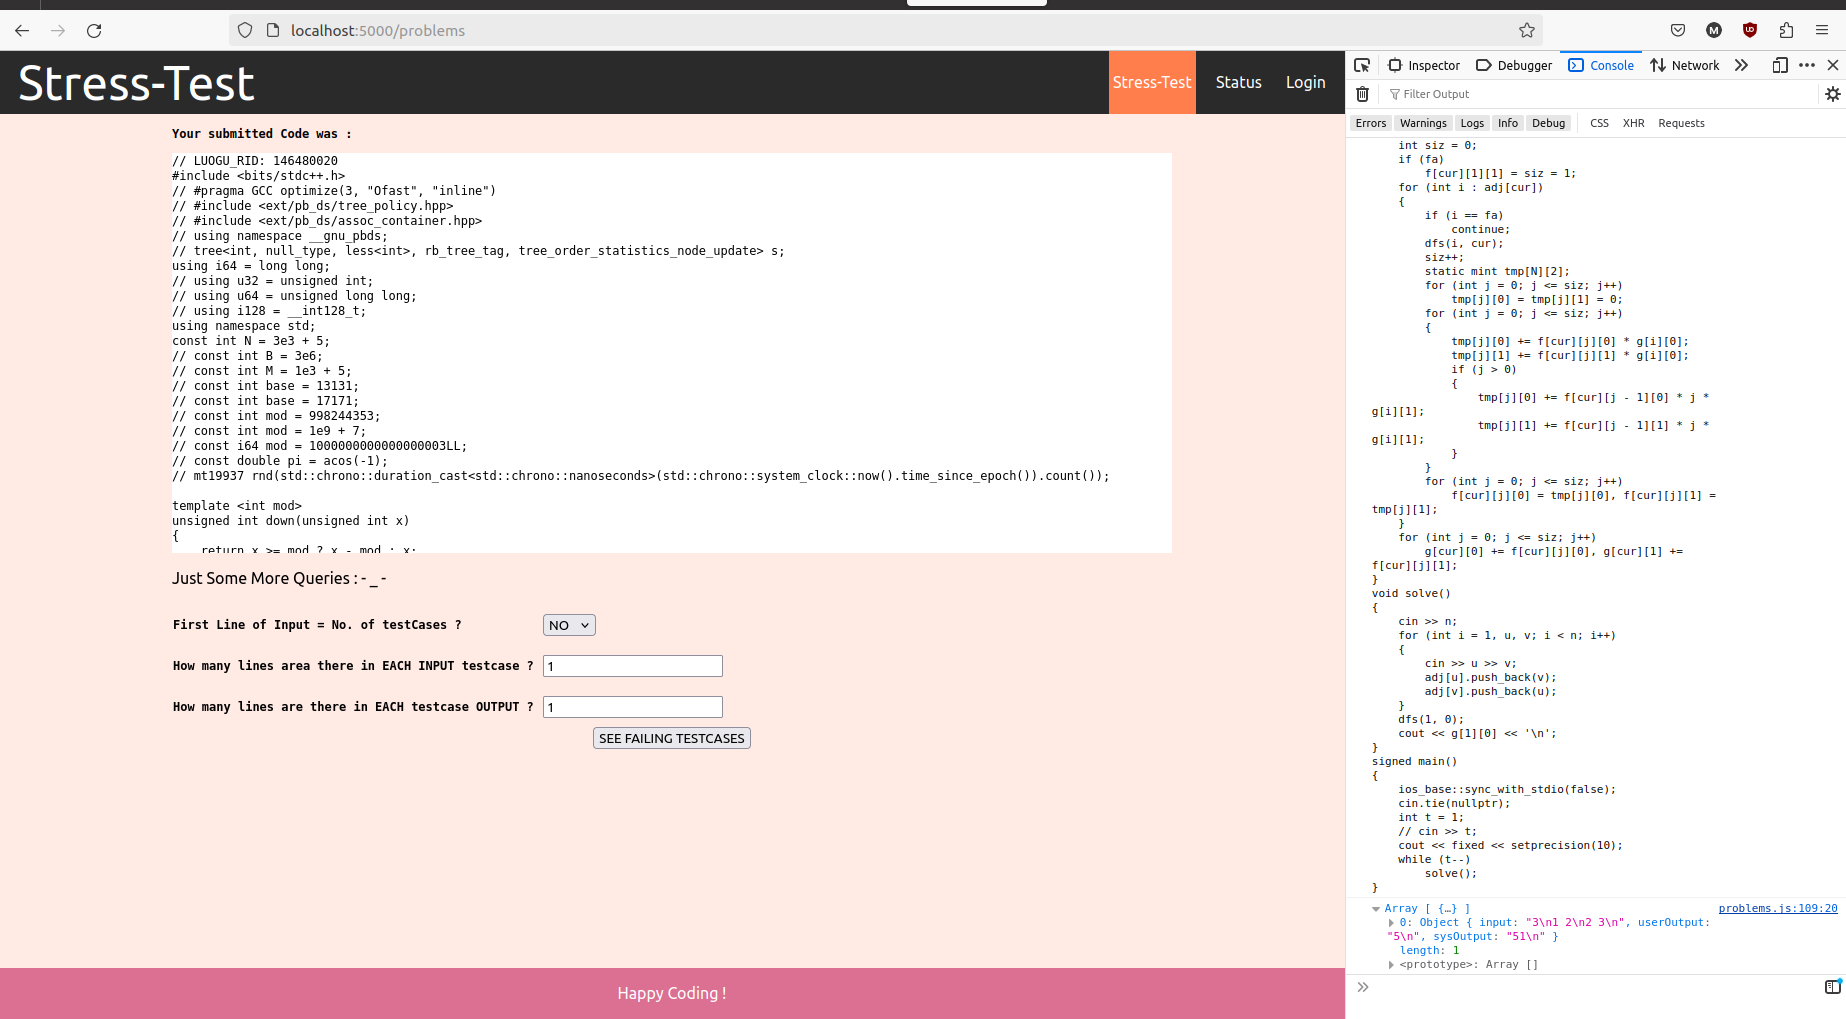 localhost:5000/problems
Stress-Test
Stress-Test Status Login
Your submitted Code was :
// LUOGU_RID: 146480020
#include <bits/stdc++.h>
// #pragma GCC optimize(3, "Ofast", "inline")
// #include <ext/pb_ds/tree_policy.hpp>
// #include <ext/pb_ds/assoc_container.hpp>
// using namespace __gnu_pbds;
// tree<int, null_type, less<int>, rb_tree_tag, tree_order_statistics_node_update> s;
using i64 = long long;
// using u32 = unsigned int;
// using u64 = unsigned long long;
// using i128 = __int128_t;
using namespace std;
const int N = 3e3 + 5;
// const int B = 3e6;
// const int M = 1e3 + 5;
// const int base = 13131;
// const int base = 17171;
// const int mod = 998244353;
// const int mod = 1e9 + 7;
// const i64 mod = 1000000000000000003LL;
// const double pi = acos(-1);
// mt19937 rnd(std::chrono::duration_cast<std::chrono::nanoseconds>(std::chrono::system_clock::now().time_since_epoch()).count());
template <int mod>
unsigned int down(unsigned int x)
{
    return x >= mod ? x - mod : x;
Just Some More Queries : - _ -
First Line of Input = No. of testCases ? NO
How many lines area there in EACH INPUT testcase ? 1
How many lines are there in EACH testcase OUTPUT ? 1
SEE FAILING TESTCASES
Happy Coding !
Inspector Debugger Console Network
Filter Output
Errors Warnings Logs Info Debug CSS XHR Requests
    int siz = 0;
    if (fa)
        f[cur][1][1] = siz = 1;
    for (int i : adj[cur])
    {
        if (i == fa)
            continue;
        dfs(i, cur);
        siz++;
        static mint tmp[N][2];
        for (int j = 0; j <= siz; j++)
            tmp[j][0] = tmp[j][1] = 0;
        for (int j = 0; j <= siz; j++)
        {
            tmp[j][0] += f[cur][j][0] * g[i][0];
            tmp[j][1] += f[cur][j][1] * g[i][0];
            if (j > 0)
            {
                tmp[j][0] += f[cur][j - 1][0] * j *
g[i][1];
                tmp[j][1] += f[cur][j - 1][1] * j *
g[i][1];
            }
        }
        for (int j = 0; j <= siz; j++)
            f[cur][j][0] = tmp[j][0], f[cur][j][1] =
tmp[j][1];
    }
    for (int j = 0; j <= siz; j++)
        g[cur][0] += f[cur][j][0], g[cur][1] +=
f[cur][j][1];
}
void solve()
{
    cin >> n;
    for (int i = 1, u, v; i < n; i++)
    {
        cin >> u >> v;
        adj[u].push_back(v);
        adj[v].push_back(u);
    }
    dfs(1, 0);
    cout << g[1][0] << '\n';
}
signed main()
{
    ios_base::sync_with_stdio(false);
    cin.tie(nullptr);
    int t = 1;
    // cin >> t;
    cout << fixed << setprecision(10);
    while (t--)
        solve();
}
Array [ {…} ] problems.js:109:20
0: Object { input: "3\n1 2\n2 3\n", userOutput:
"5\n", sysOutput: "51\n" }
length: 1
<prototype>: Array []